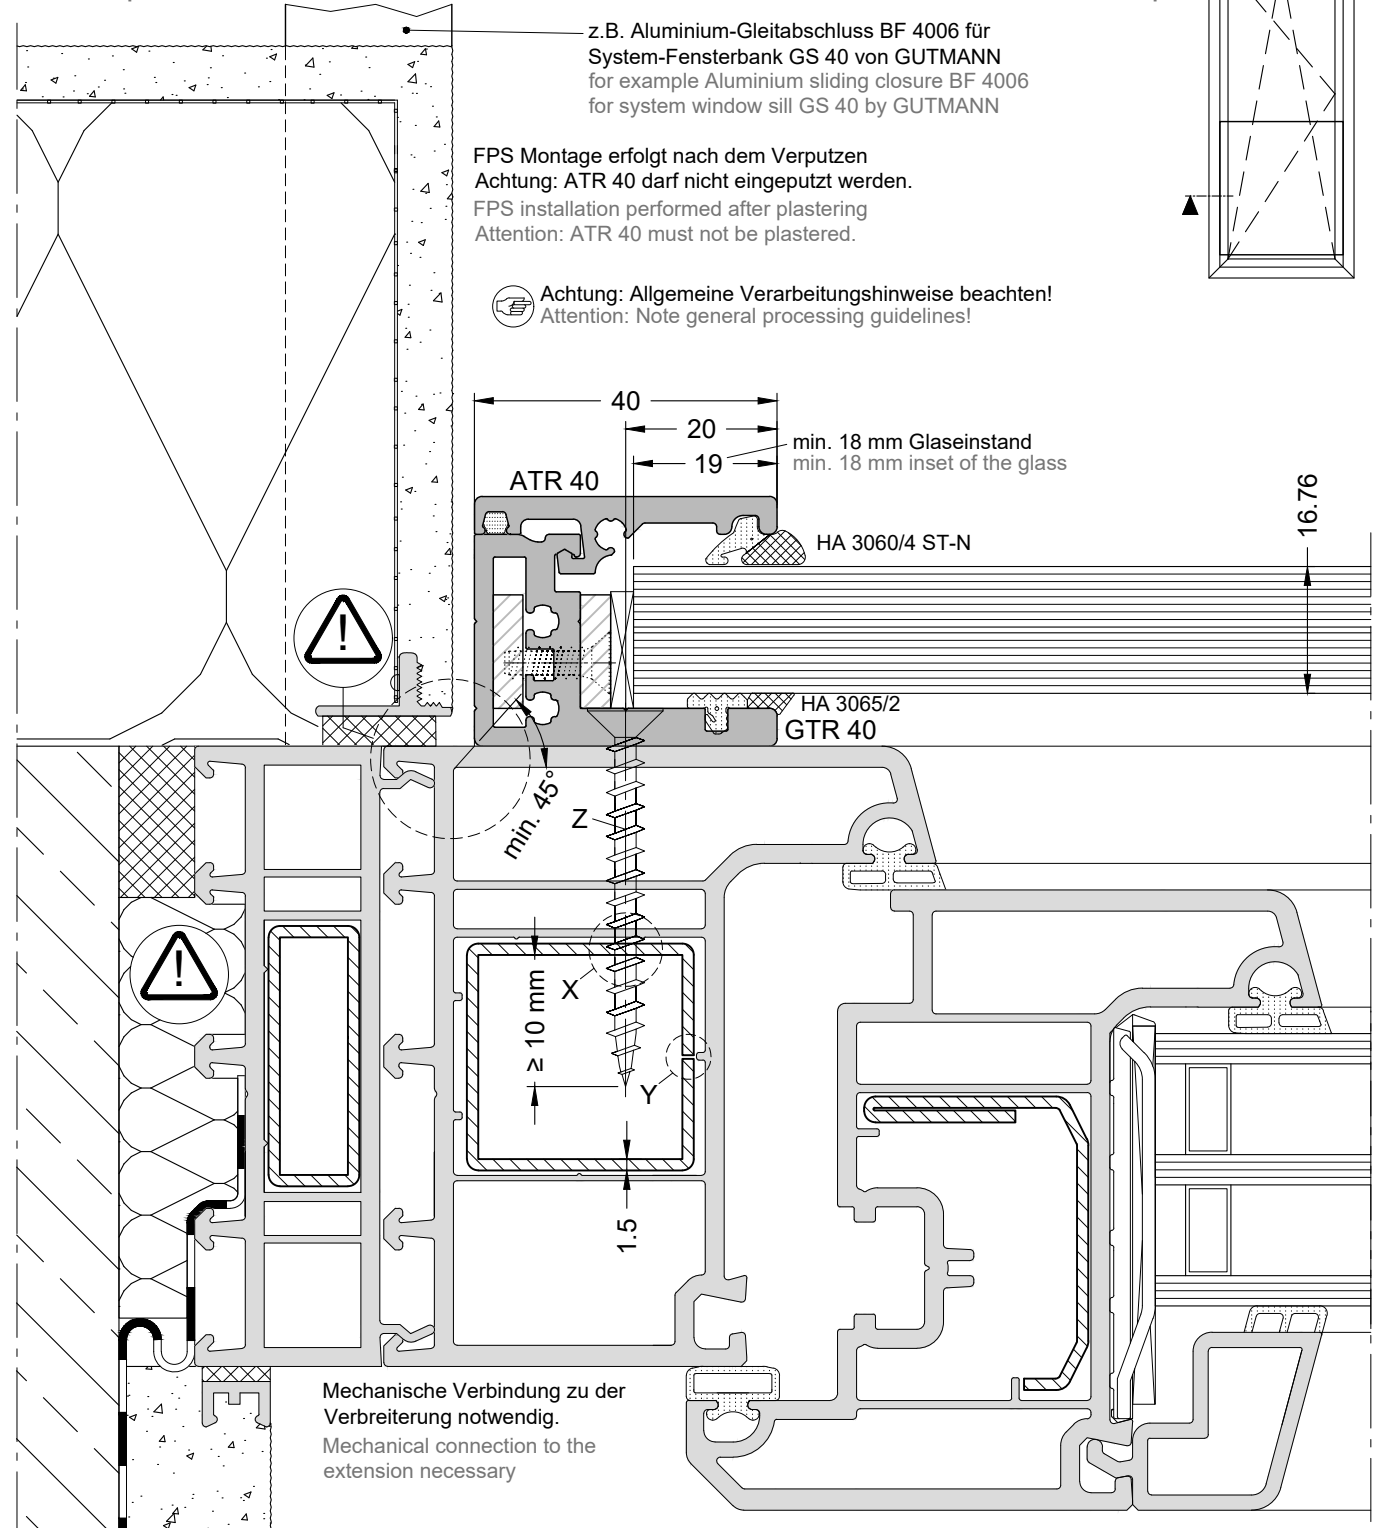 z.B. Aluminium-Gleitabschluss BF 4006 für
System-Fensterbank GS 40 von GUTMANN
for example Aluminium sliding closure BF 4006
for system window sill GS 40 by GUTMANN
FPS Montage erfolgt nach dem Verputzen
Achtung: ATR 40 darf nicht eingeputzt werden.
FPS installation performed after plastering
Attention: ATR 40 must not be plastered.
Achtung: Allgemeine Verarbeitungshinweise beachten!
Attention: Note general processing guidelines!
40
20
19
min. 18 mm Glaseinstand
min. 18 mm inset of the glass
ATR 40
16.76
HA 3060/4 ST-N
!
HA 3065/2
GTR 40
min. 45°
Z
!
X
≥ 10 mm
Y
1.5
Mechanische Verbindung zu der
Verbreiterung notwendig.
Mechanical connection to the
extension necessary